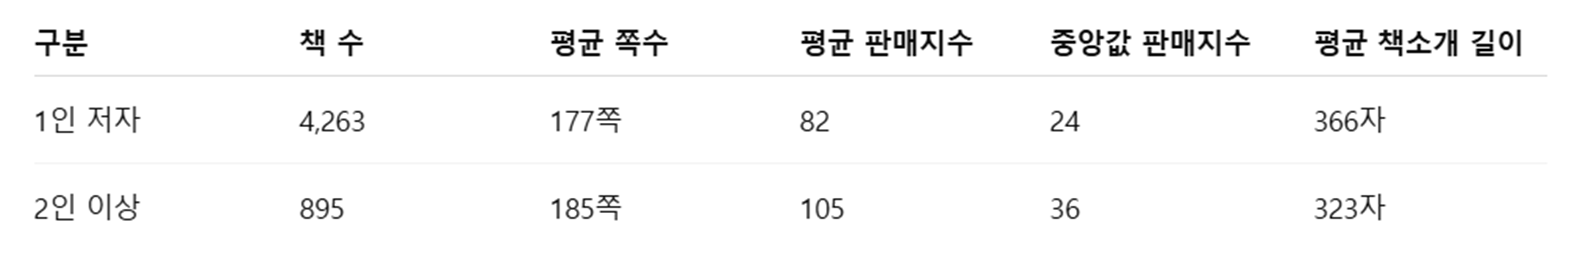 구분 책 수 평균 쪽수 평균 판매지수 중앙값 판매지수 평균 책소개 길이
1인 저자 4,263 177쪽 82 24 366자
2인 이상 895 185쪽 105 36 323자